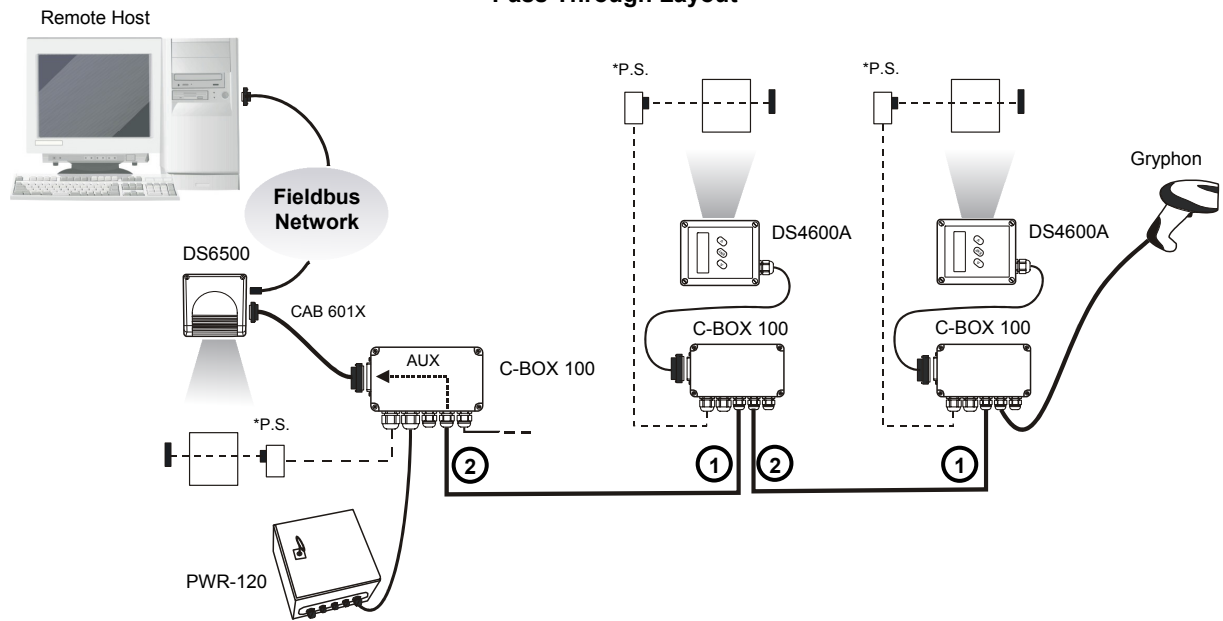 Pass Through Layout
Remote Host
Fieldbus
Network
DS6500
CAB 601X
AUX
C-BOX 100
*P.S.
2
PWR-120
*P.S.
DS4600A
C-BOX 100
1
2
*P.S.
DS4600A
C-BOX 100
1
Gryphon